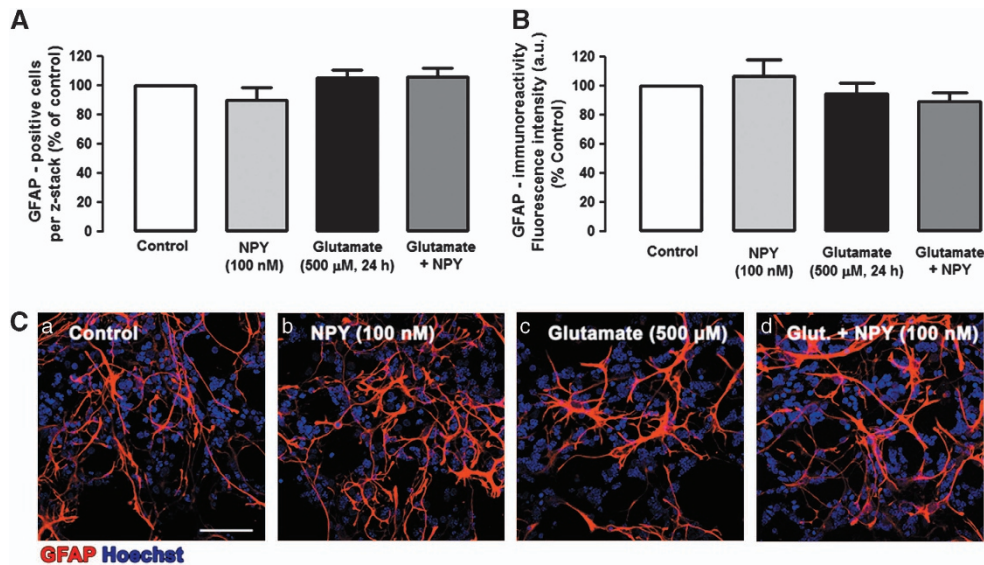 A
GFAP - positive cells
per z-stack (% of control)
120
100
80
60
40
20
0
Control
NPY
(100 nM)
Glutamate
(500 µM, 24 h)
Glutamate
+ NPY
B
GFAP - immunoreactivity
Fluorescence intensity (a.u.)
(% Control)
120
100
80
60
40
20
0
Control
NPY
(100 nM)
Glutamate
(500 µM, 24 h)
Glutamate
+ NPY
C
a
Control
b
NPY (100 nM)
c
Glutamate (500 µM)
d
Glut. + NPY (100 nM)
GFAP Hoechst